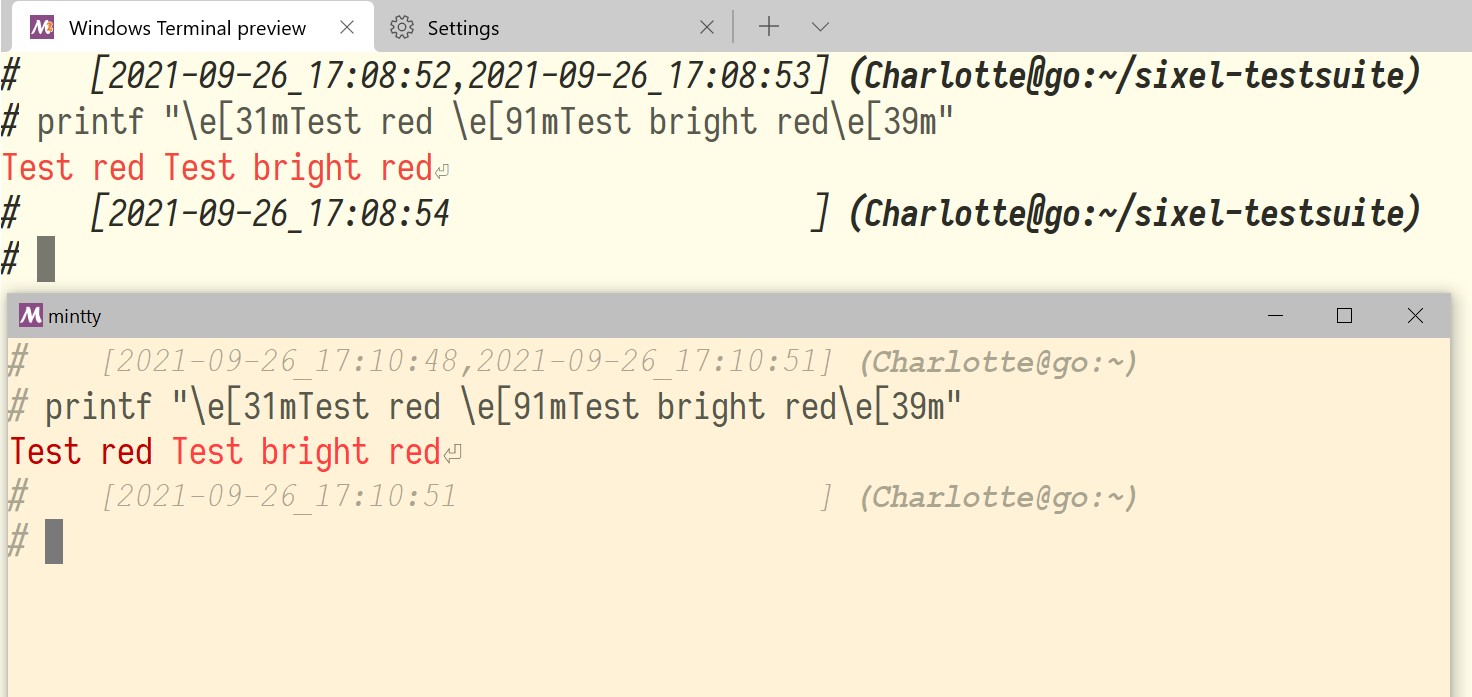 Windows Terminal preview Settings
# [2021-09-26_17:08:52,2021-09-26_17:08:53] (Charlotte@go:~/sixel-testsuite)
# printf "\e[31mTest red \e[91mTest bright red\e[39m"
Test red Test bright red⏎
# [2021-09-26_17:08:54 ] (Charlotte@go:~/sixel-testsuite)
#
mintty
# [2021-09-26_17:10:48,2021-09-26_17:10:51] (Charlotte@go:~)
# printf "\e[31mTest red \e[91mTest bright red\e[39m"
Test red Test bright red⏎
# [2021-09-26_17:10:51 ] (Charlotte@go:~)
#